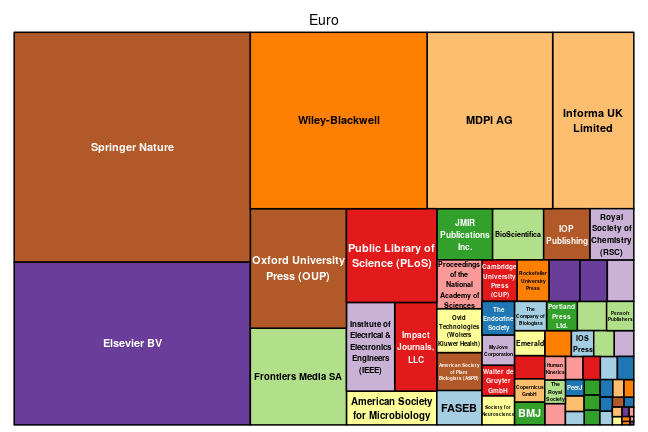 Euro
Springer Nature
Wiley-Blackwell
MDPI AG
Informa UK
Limited
Elsevier BV
Oxford University
Press (OUP)
Frontiers Media SA
Public Library of
Science (PLoS)
Institute of
Electrical &
Electronics
Engineers
(IEEE)
Impact
Journals,
LLC
American Society
for Microbiology
JMIR
Publications
Inc.
BioScientifica
IOP
Publishing
Royal
Society of
Chemistry
(RSC)
Proceedings
of the
National
Academy of
Sciences
Cambridge
University
Press
(CUP)
Rockefeller
University
Press
Ovid
Technologies
(Wolters
Kluwer Health)
The
Endocrine
Society
The
Company of
Biologists
Portland
Press
Ltd.
Pensoft
Publishers
MyJove
Corporation
Emerald
IOS
Press
American Society
of Plant
Biologists (ASPB)
Walter de
Gruyter
GmbH
Human
Kinetics
Copernicus
GmbH
The
Royal
Society
PeerJ
FASEB
Society for
Neuroscience
BMJ